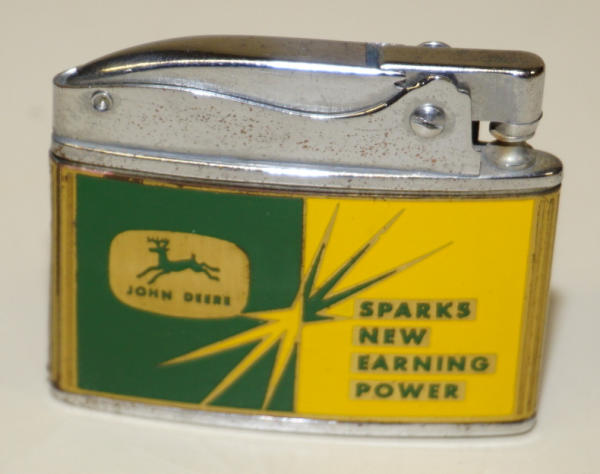 JOHN DEERE
SPARKS
NEW
EARNING
POWER